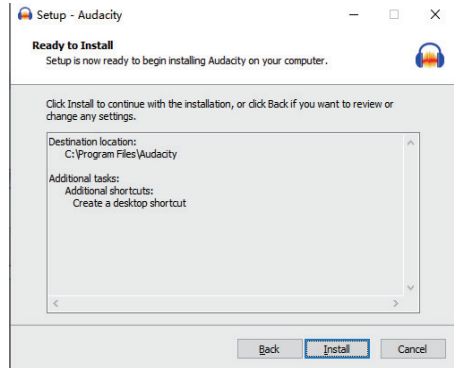 Setup - Audacity
Ready to Install
Setup is now ready to begin installing Audacity on your computer.
Click Install to continue with the installation, or click Back if you want to review or
change any settings.
Destination location:
C:\Program Files\Audacity
Additional tasks:
Additional shortcuts:
Create a desktop shortcut
Back
Install
Cancel